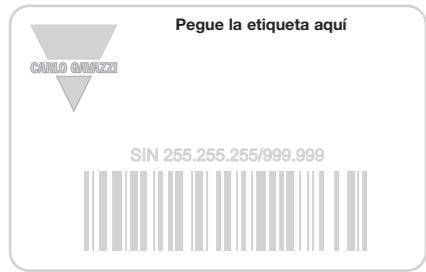 Pegue la etiqueta aquí
CARLO GAVAZZI
SIN 255.255.255/999.999